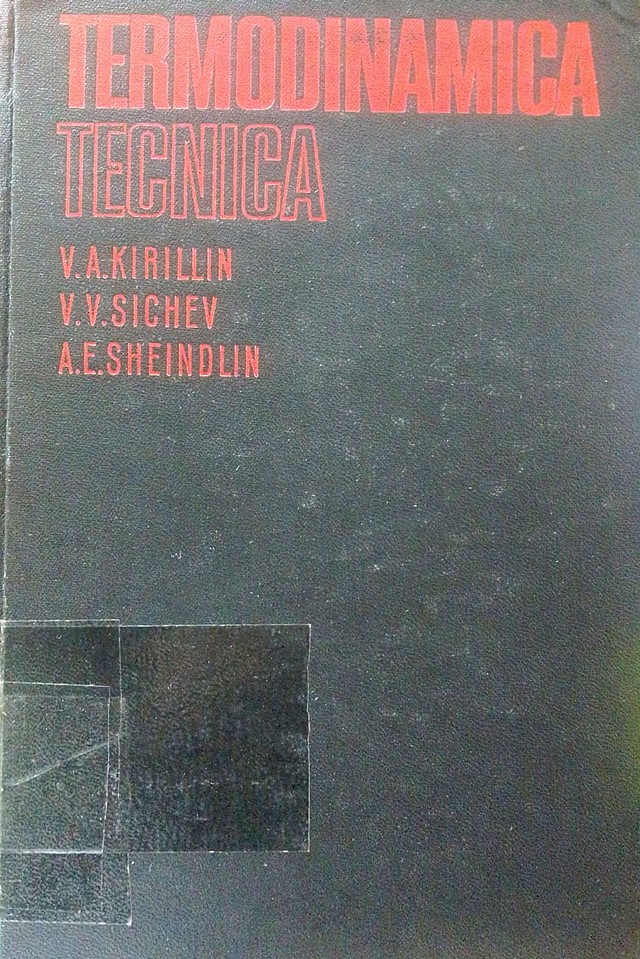 TERMODINAMICA
TECNICA
V.A.KIRILLIN
V.V.SICHEV
A.E.SHEINDLIN